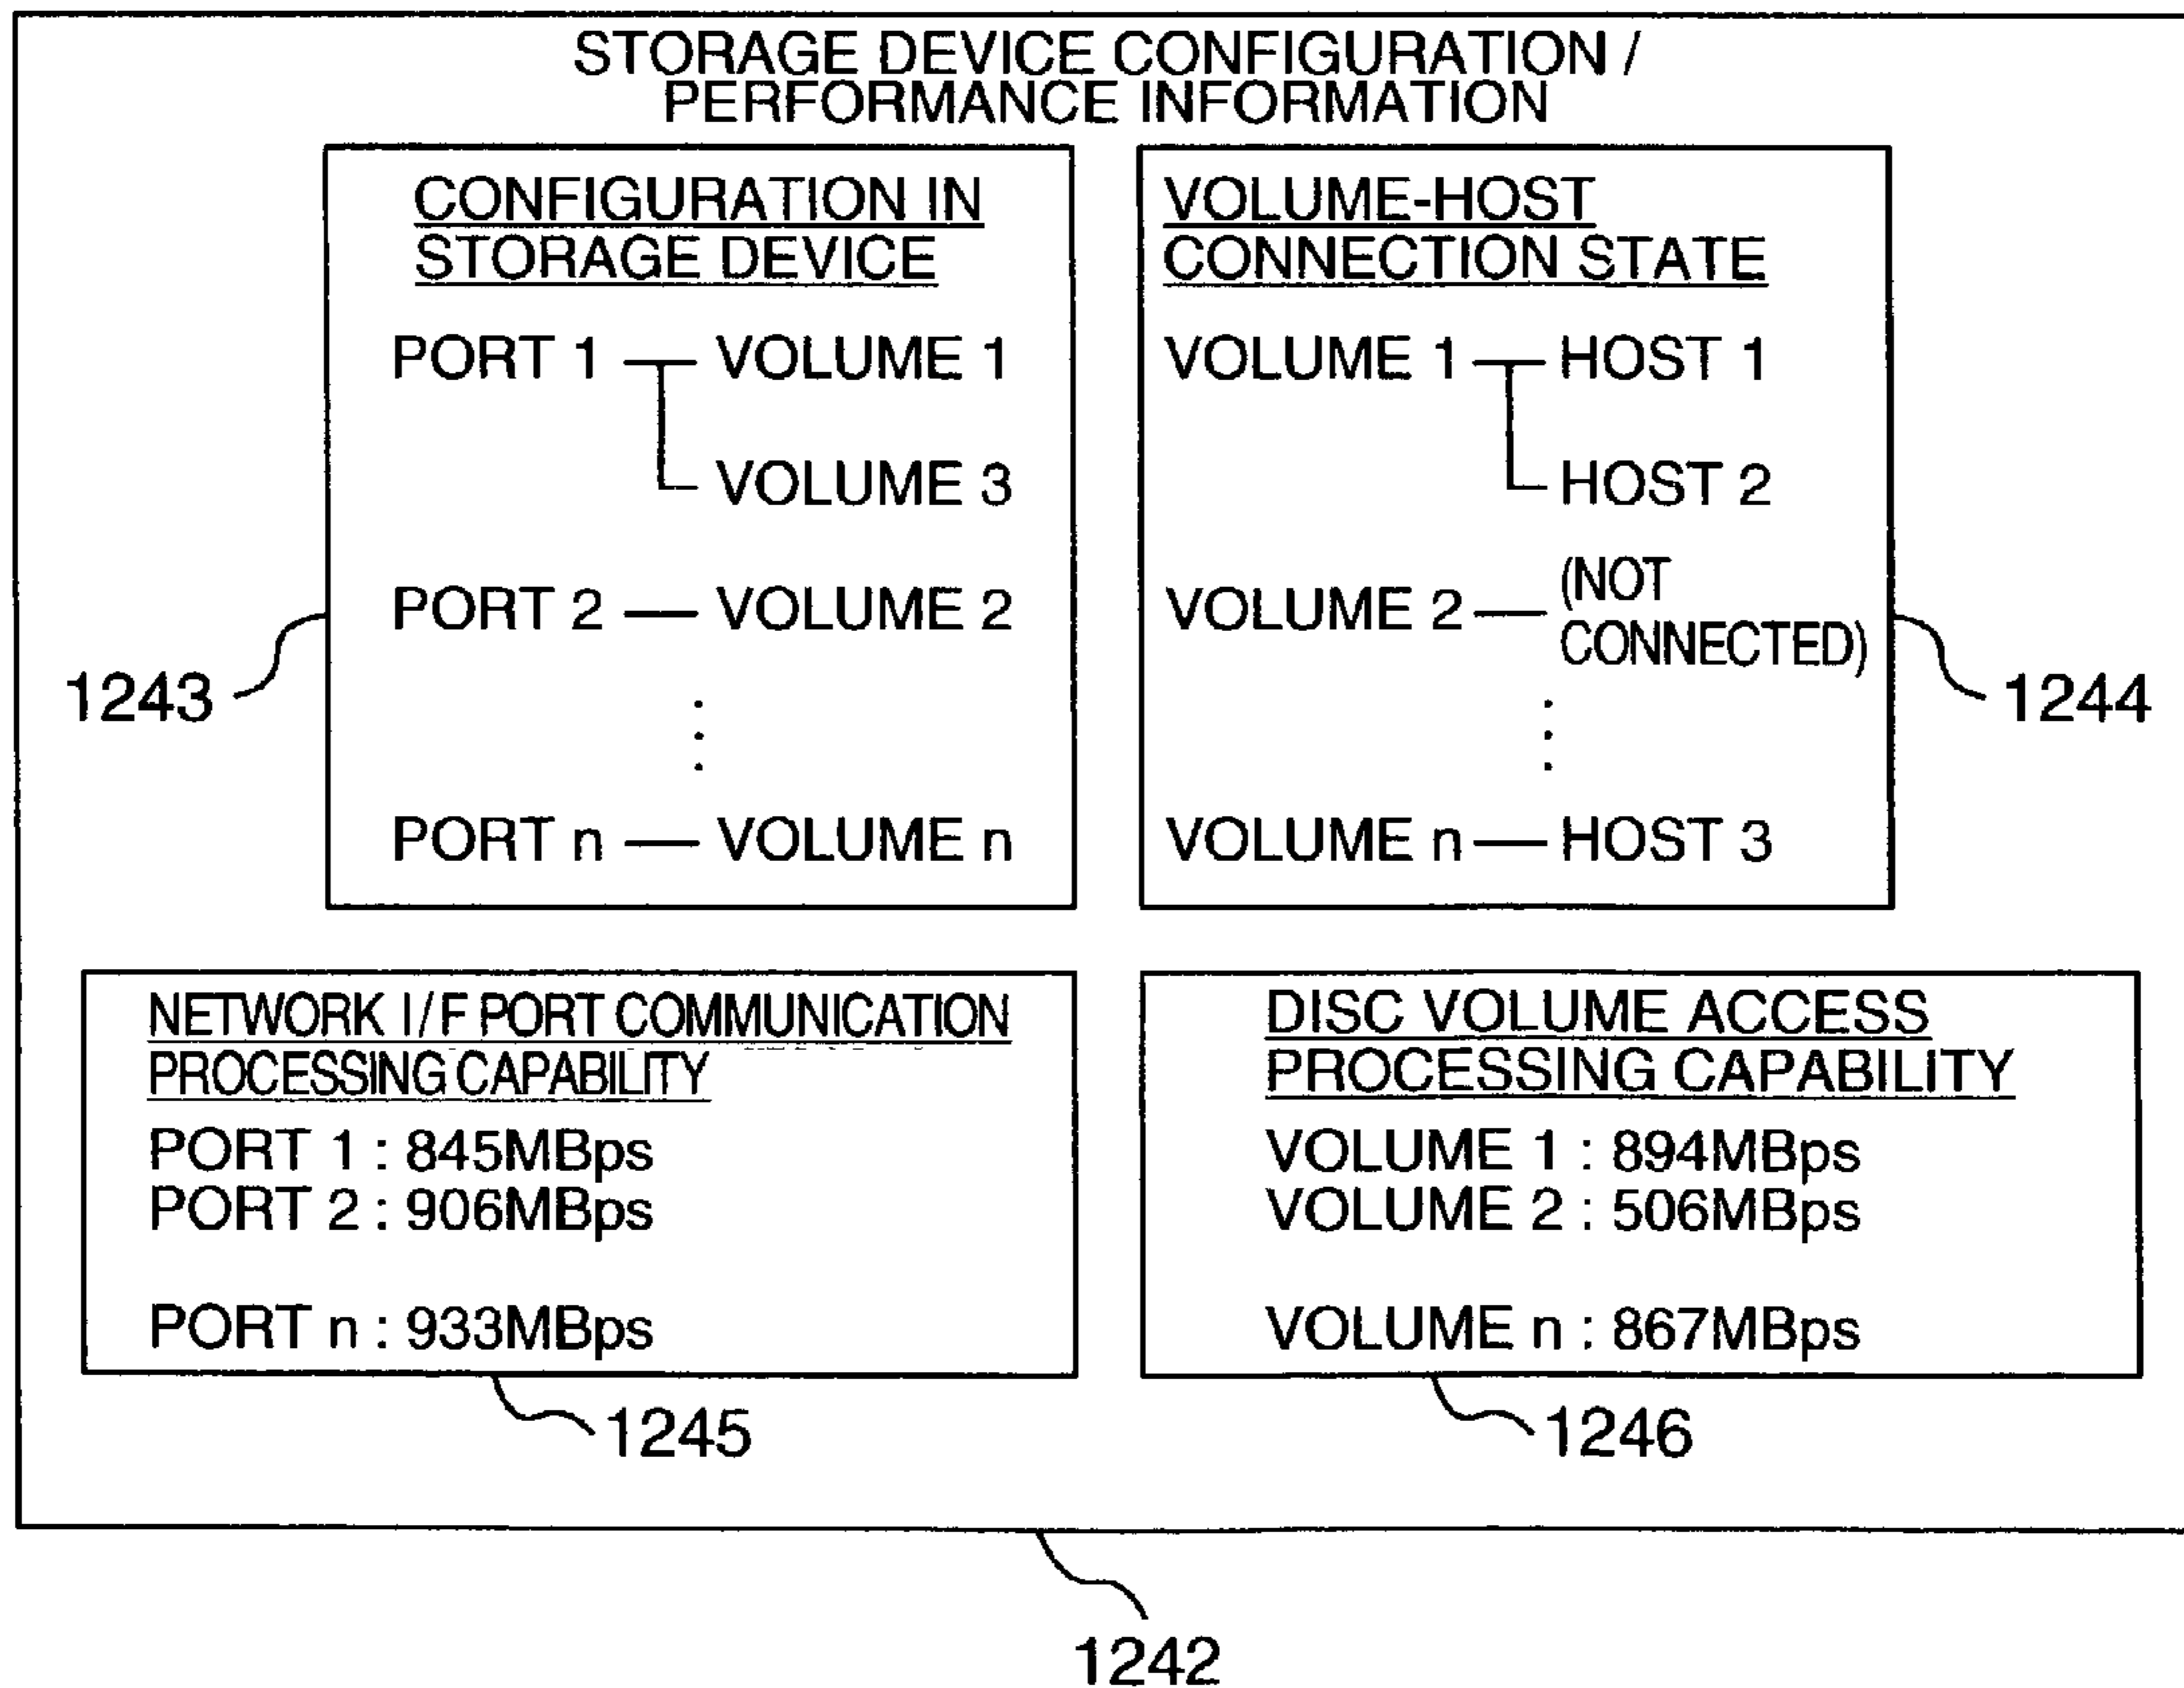 STORAGE DEVICE CONFIGURATION /
PERFORMANCE INFORMATION
CONFIGURATION IN
STORAGE DEVICE
PORT 1 VOLUME 1
VOLUME 3
PORT 2 VOLUME 2
PORT n VOLUME n
1243
VOLUME-HOST
CONNECTION STATE
VOLUME 1 HOST 1
HOST 2
VOLUME 2 (NOT
CONNECTED)
VOLUME n HOST 3
1244
NETWORK I/F PORT COMMUNICATION
PROCESSING CAPABILITY
PORT 1 : 845MBps
PORT 2 : 906MBps
PORT n : 933MBps
1245
DISC VOLUME ACCESS
PROCESSING CAPABILITY
VOLUME 1 : 894MBps
VOLUME 2 : 506MBps
VOLUME n : 867MBps
1246
1242